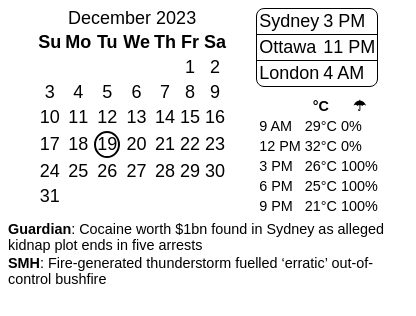 December 2023
Su Mo Tu We Th Fr Sa
1 2
3 4 5 6 7 8 9
10 11 12 13 14 15 16
17 18 19 20 21 22 23
24 25 26 27 28 29 30
31
Sydney 3 PM
Ottawa 11 PM
London 4 AM
°C ☂
9 AM 29°C 0%
12 PM 32°C 0%
3 PM 26°C 100%
6 PM 25°C 100%
9 PM 21°C 100%
Guardian: Cocaine worth $1bn found in Sydney as alleged
kidnap plot ends in five arrests
SMH: Fire-generated thunderstorm fuelled ‘erratic’ out-of-
control bushfire